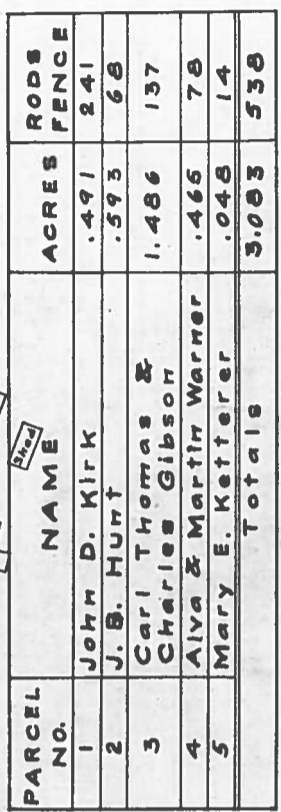 Shed
PARCEL NO. NAME ACRES RODS FENCE
1 John D. Kirk .491 241
2 J. B. Hunt .593 68
3 Carl Thomas & Charles Gibson 1.486 137
4 Alva & Martin Warner .465 78
5 Mary E. Ketterer .048 14
Totals 3.083 538